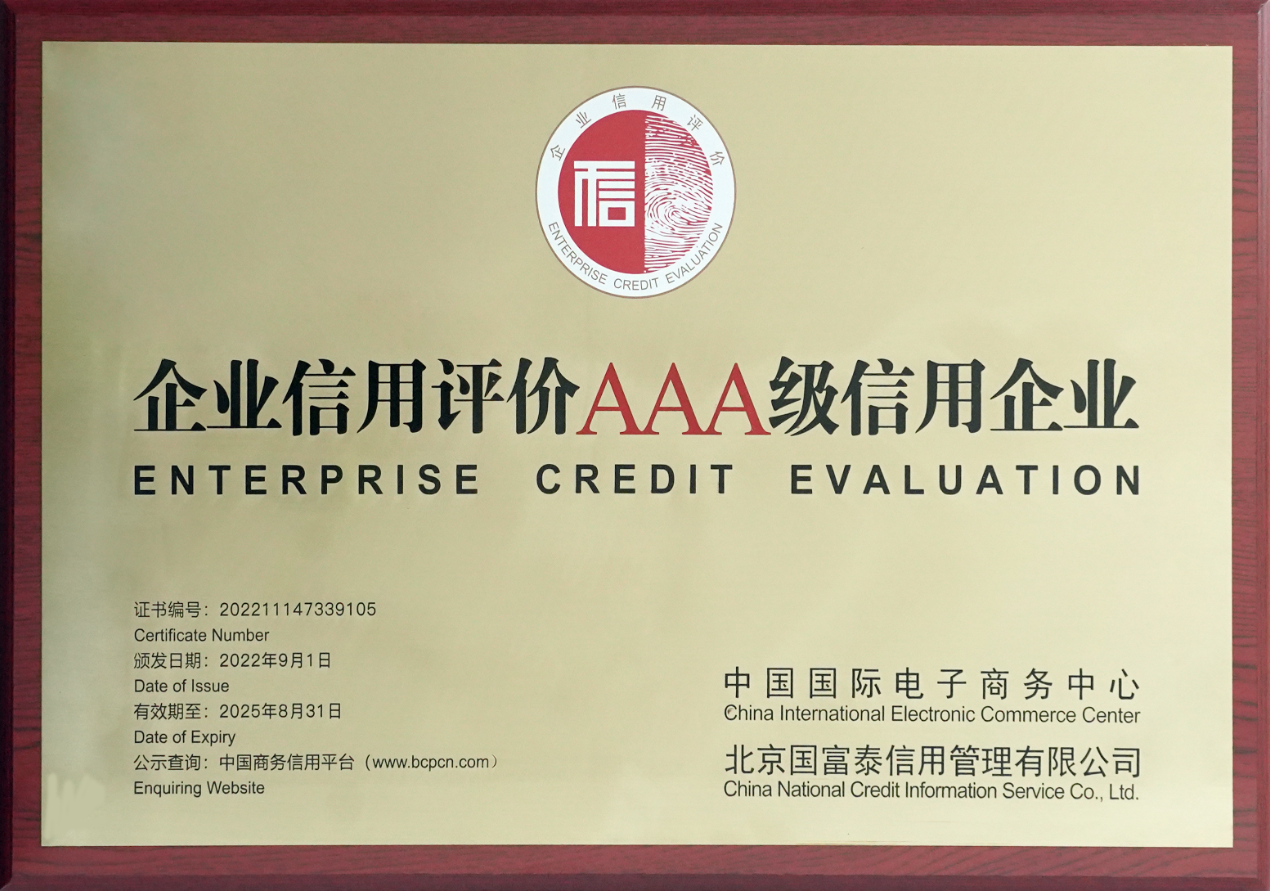 企业信用评价
信
ENTERPRISE CREDIT EVALUATION
企业信用评价AAA级信用企业
ENTERPRISE CREDIT EVALUATION
证书编号：202211147339105
Certificate Number
颁发日期：2022年9月1日
Date of Issue
有效期至：2025年8月31日
Date of Expiry
公示查询：中国商务信用平台（www.bcpcn.com）
Enquiring Website
中国国际电子商务中心
China International Electronic Commerce Center
北京国富泰信用管理有限公司
China National Credit Information Service Co., Ltd.